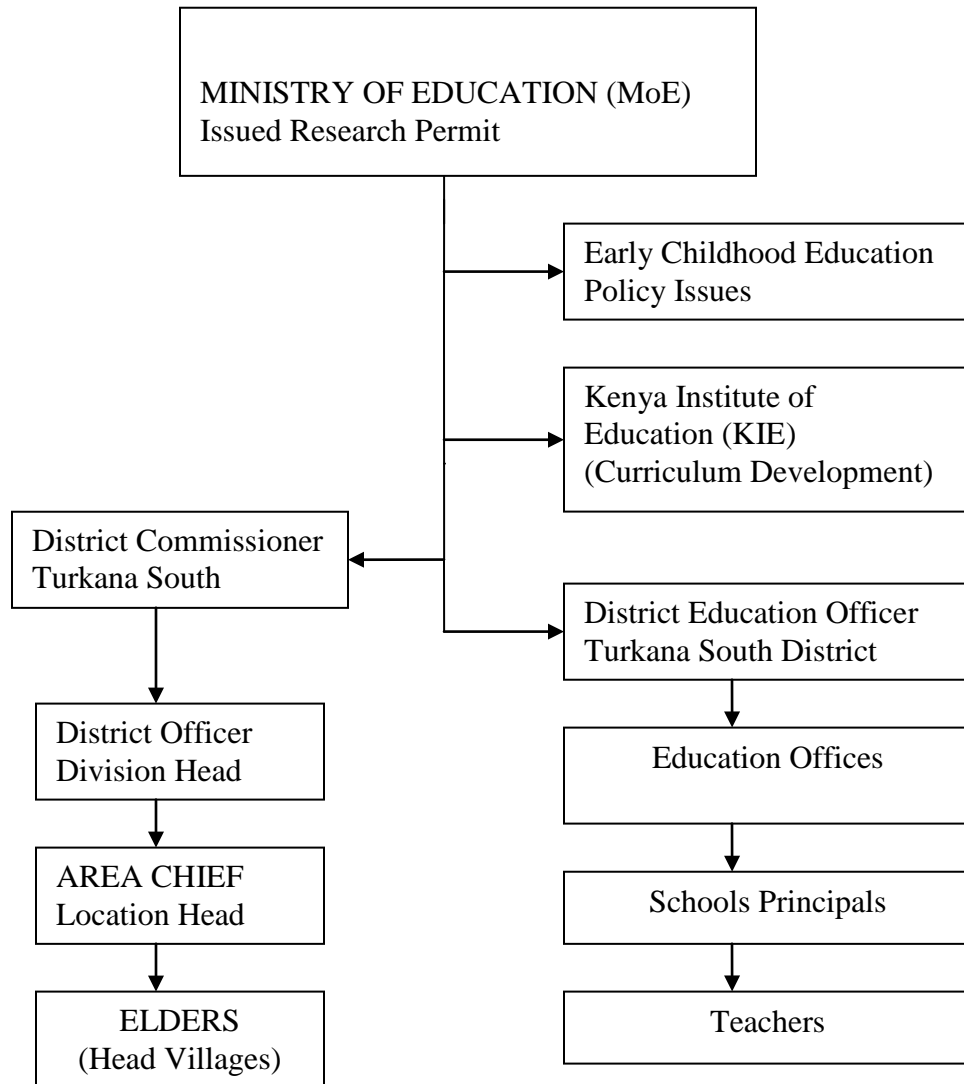 MINISTRY OF EDUCATION (MoE)
Issued Research Permit
Early Childhood Education
Policy Issues
Kenya Institute of
Education (KIE)
(Curriculum Development)
District Commissioner
Turkana South
District Education Officer
Turkana South District
District Officer
Division Head
Education Offices
AREA CHIEF
Location Head
Schools Principals
ELDERS
(Head Villages)
Teachers